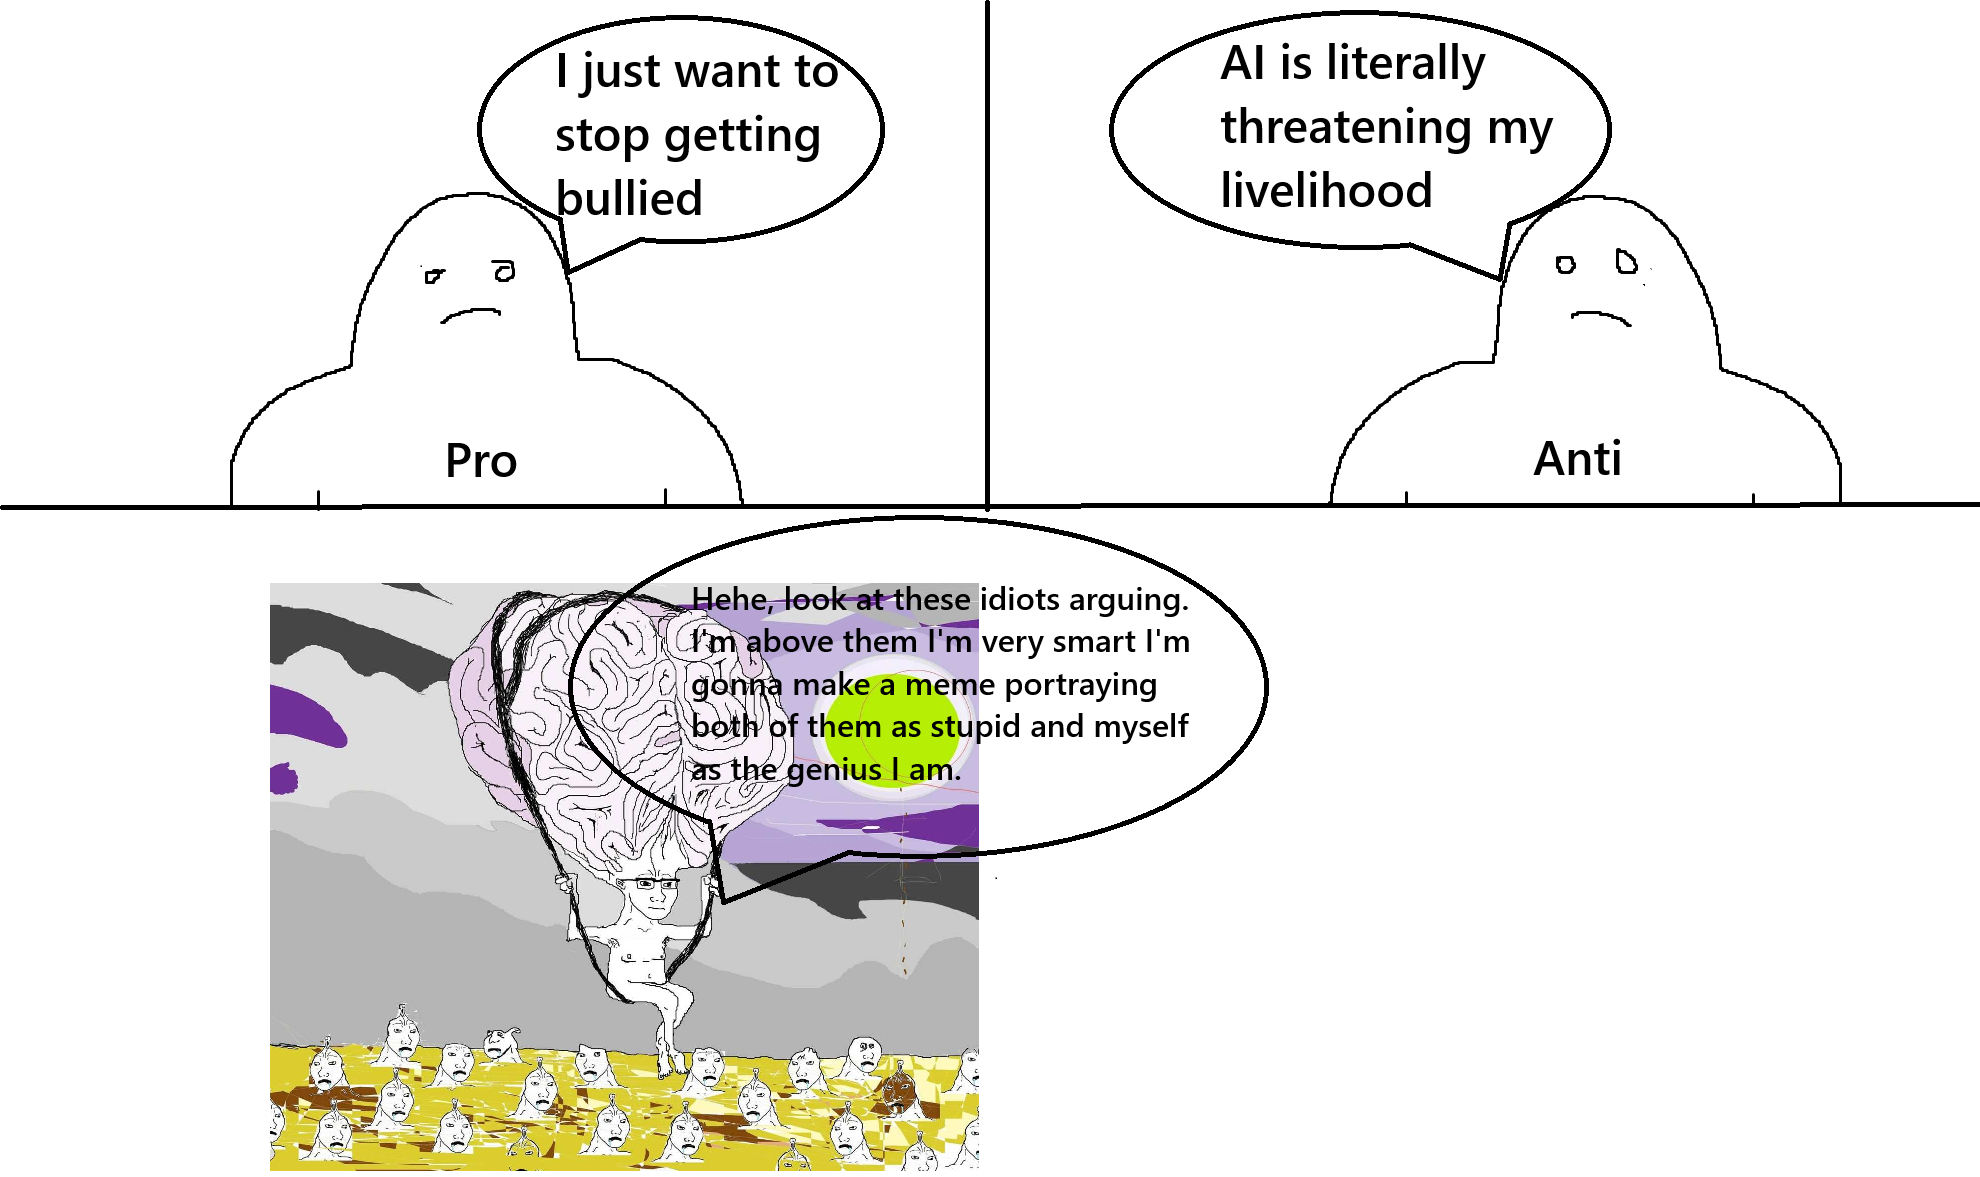 I just want to
stop getting
bullied
Pro
AI is literally
threatening my
livelihood
Anti
Hehe, look at these idiots arguing.
I'm above them I'm very smart I'm
gonna make a meme portraying
both of them as stupid and myself
as the genius I am.